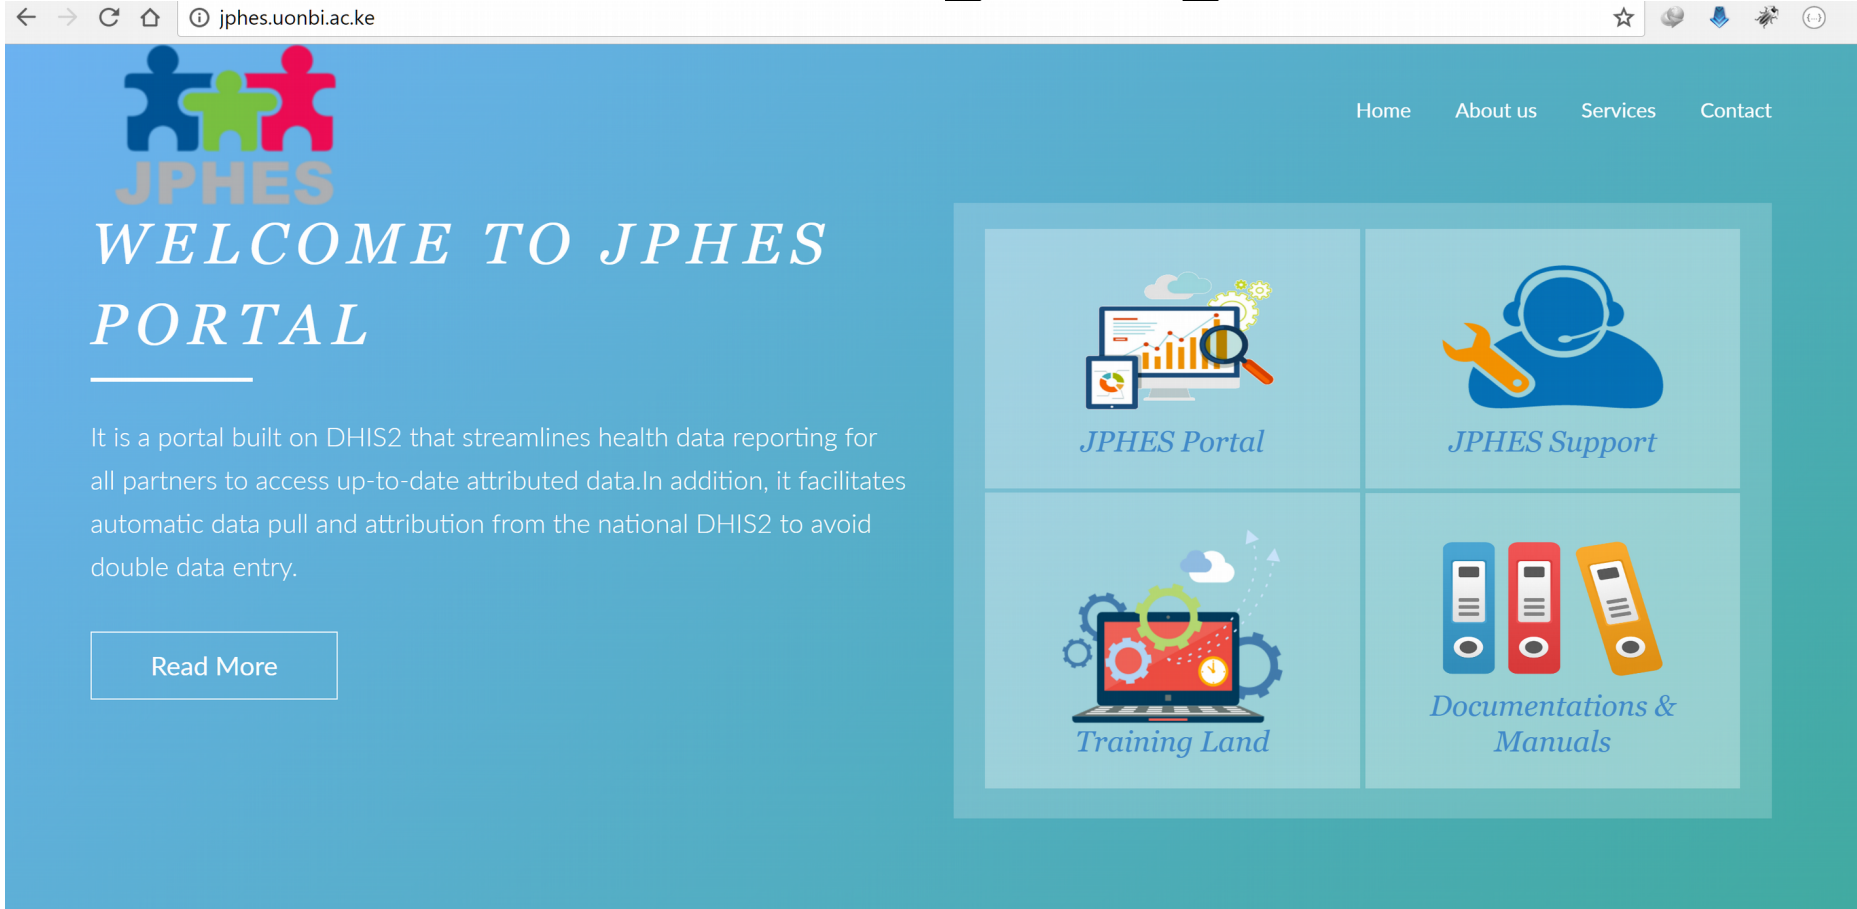 jphes.uonbi.ac.ke
JPHES
Home About us Services Contact
WELCOME TO JPHES
PORTAL
It is a portal built on DHIS2 that streamlines health data reporting for
all partners to access up-to-date attributed data.In addition, it facilitates
automatic data pull and attribution from the national DHIS2 to avoid
double data entry.
Read More
JPHES Portal
JPHES Support
Training Land
Documentations &
Manuals